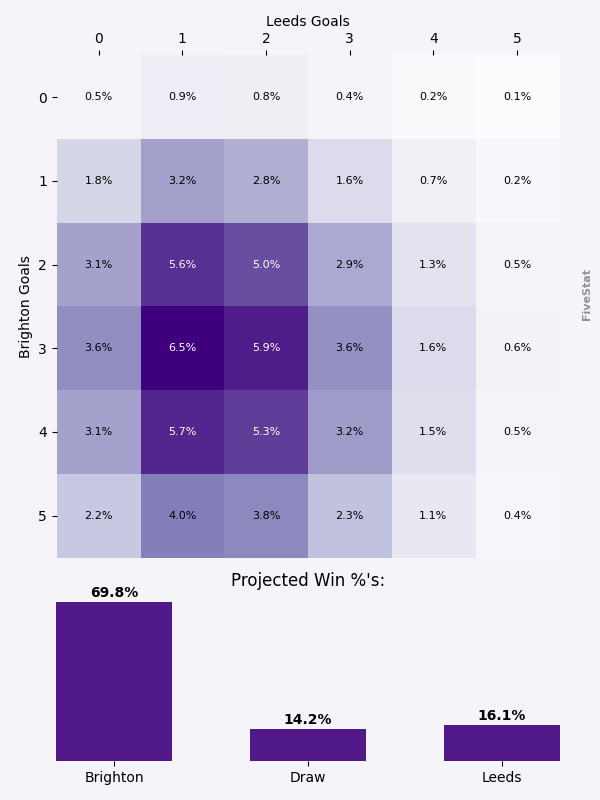 Leeds Goals
0 1 2 3 4 5
0 0.5% 0.9% 0.8% 0.4% 0.2% 0.1%
1 1.8% 3.2% 2.8% 1.6% 0.7% 0.2%
2 3.1% 5.6% 5.0% 2.9% 1.3% 0.5%
3 3.6% 6.5% 5.9% 3.6% 1.6% 0.6%
4 3.1% 5.7% 5.3% 3.2% 1.5% 0.5%
5 2.2% 4.0% 3.8% 2.3% 1.1% 0.4%
Brighton Goals
FiveStat
Projected Win %'s:
69.8% 14.2% 16.1%
Brighton Draw Leeds